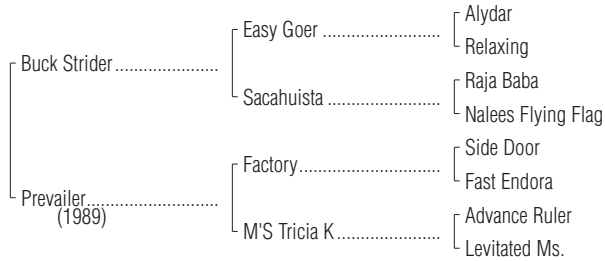 Alydar
Easy Goer ........................
Relaxing
Buck Strider.....................
Raja Baba
Sacahuista .......................
Nalees Flying Flag
Side Door
Factory.............................
Fast Endora
Prevailer...........................
(1989)
Advance Ruler
M'S Tricia K.....................
Levitated Ms.